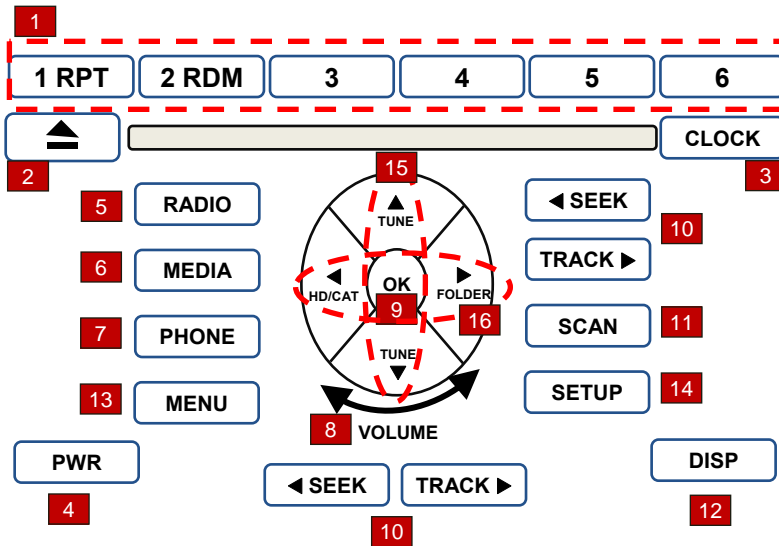 1
1 RPT 2 RDM 3 4 5 6
CLOCK
2 15 3
5 RADIO TUNE SEEK
10
6 MEDIA HD/CAT OK FOLDER TRACK
9 16
7 PHONE TUNE SCAN 11
13 MENU SETUP 14
8 VOLUME
PWR DISP
SEEK TRACK
4 10 12